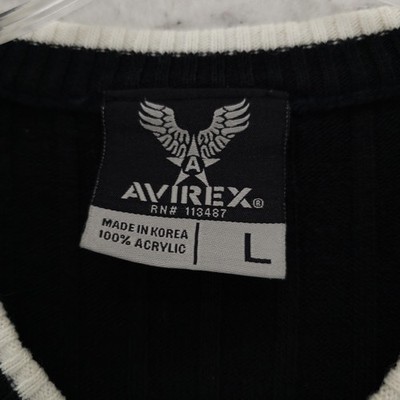 A
AVIREX®
RN# 113487
MADE IN KOREA
100% ACRYLIC
L